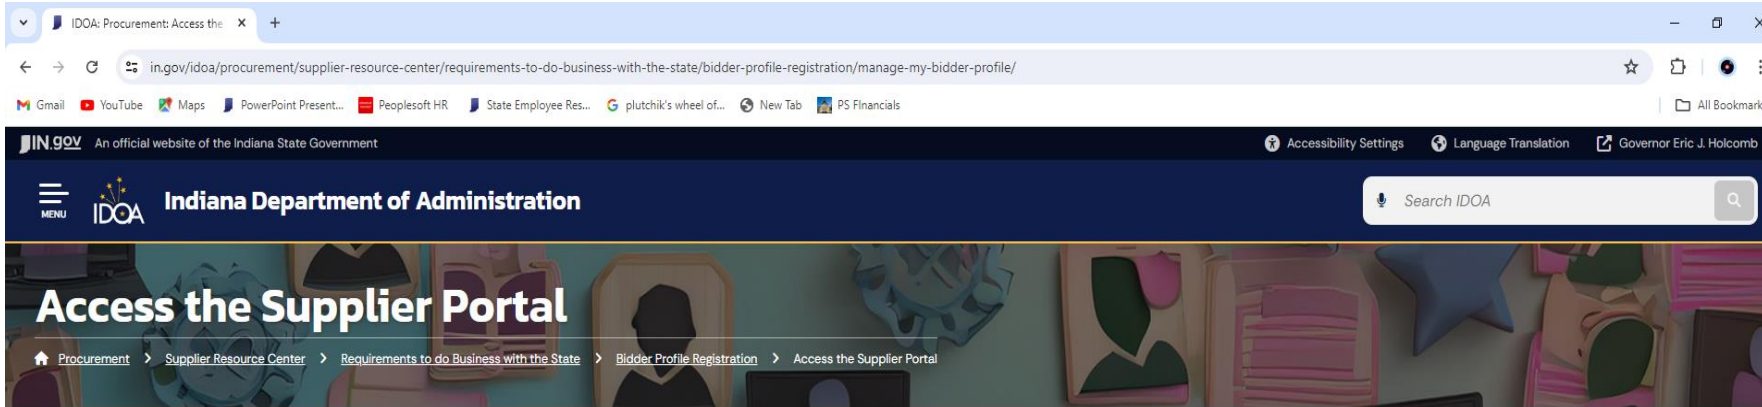 IDOA: Procurement: Access the
in.gov/idoa/procurement/supplier-resource-center/requirements-to-do-business-with-the-state/bidder-profile-registration/manage-my-bidder-profile/
Gmail YouTube Maps PowerPoint Present... Peoplesoft HR State Employee Res... plutchik's wheel of... New Tab PS FInancials All Bookmark
IN.gov An official website of the Indiana State Government Accessibility Settings Language Translation Governor Eric J. Holcomb
MENU IDOA Indiana Department of Administration Search IDOA
Access the Supplier Portal
Procurement > Supplier Resource Center > Requirements to do Business with the State > Bidder Profile Registration > Access the Supplier Portal